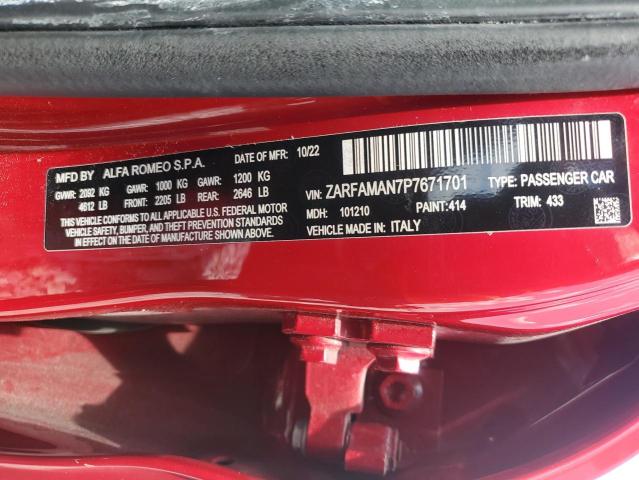 MFD BY ALFA ROMEO S.P.A. DATE OF MFR: 10/22
GVWR: 2092 KG GAWR: 1000 KG GAWR: 1200 KG
4612 LB FRONT: 2205 LB REAR: 2646 LB
THIS VEHICLE CONFORMS TO ALL APPLICABLE U.S. FEDERAL MOTOR
VEHICLE SAFETY, BUMPER, AND THEFT PREVENTION STANDARDS
IN EFFECT ON THE DATE OF MANUFACTURE SHOWN ABOVE.
VIN: ZARFAMAN7P7671701 TYPE: PASSENGER CAR
MDH: 101210 PAINT: 414 TRIM: 433
VEHICLE MADE IN: ITALY